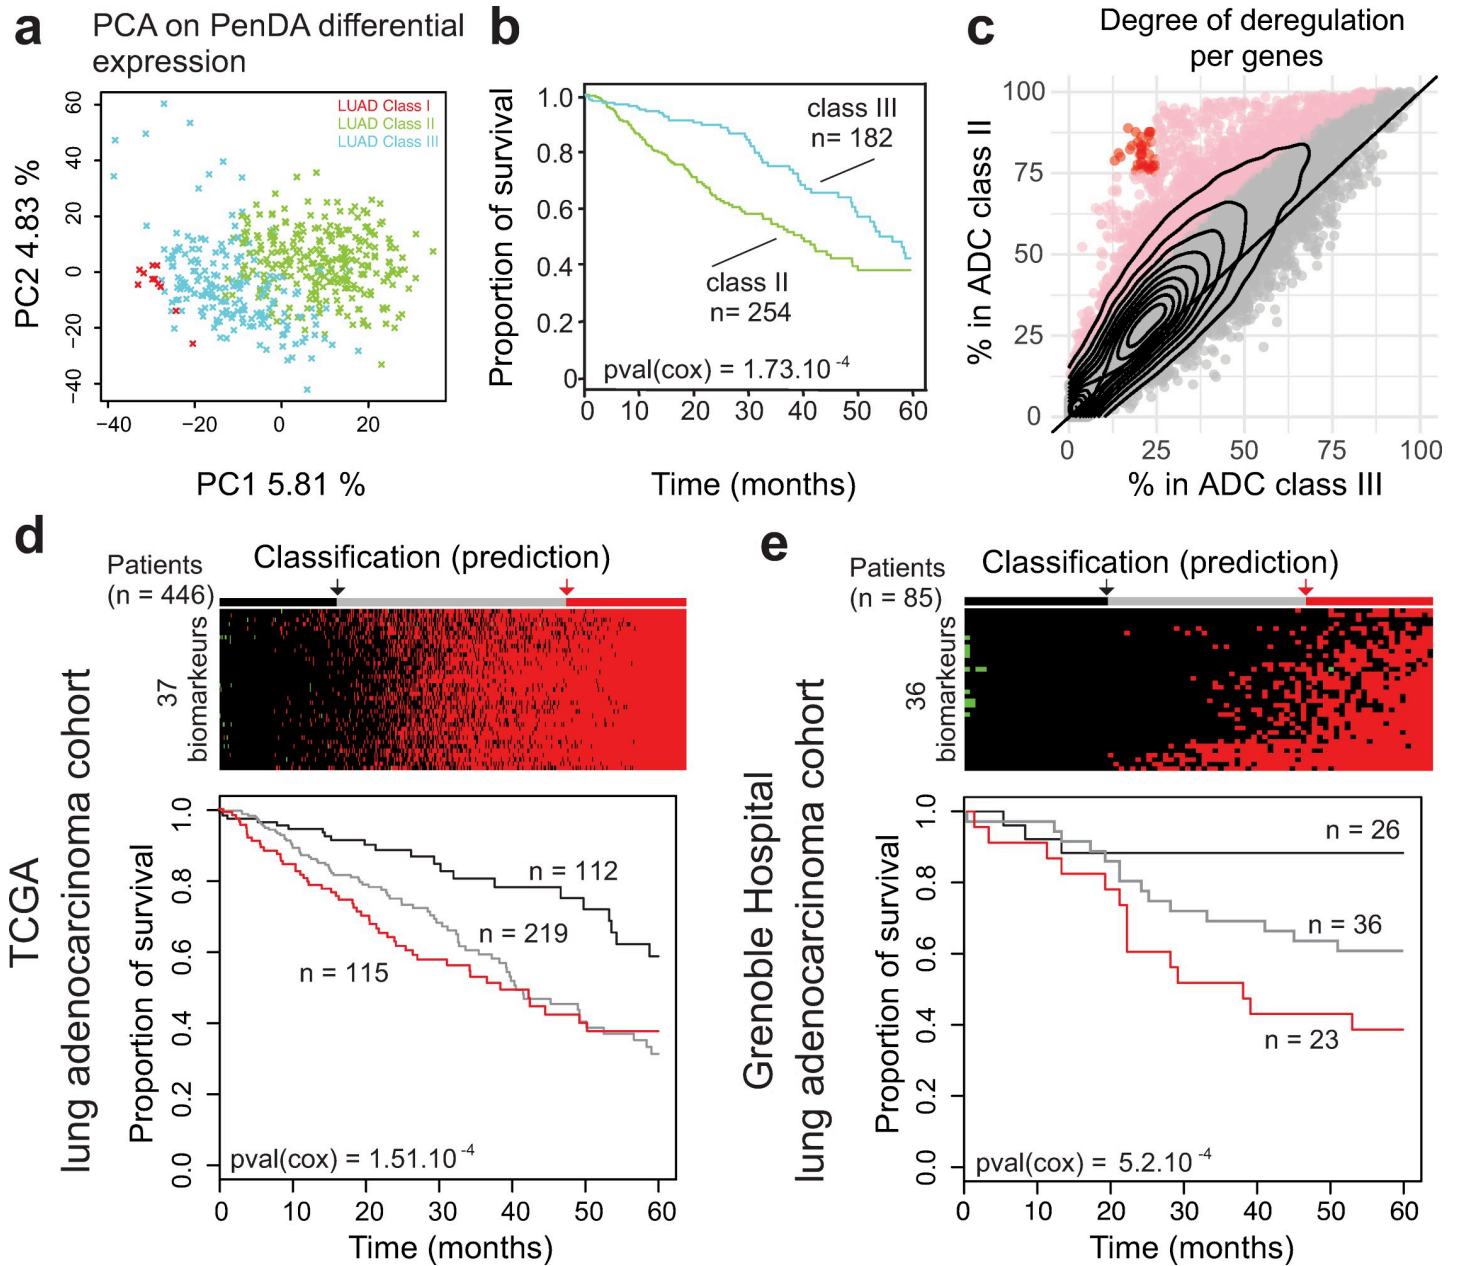 a
PCA on PenDA differential
expression
LUAD Class I
LUAD Class II
LUAD Class III
60
40
20
0
−20
−40
PC2 4.83 %
−40
−20
0
20
PC1 5.81 %
b
1.0
0.8
0.6
0.4
0.2
0
Proportion of survival
class III
n= 182
class II
n= 254
pval(cox) = 1.73.10 -4
0
10
20
30
40
50
60
Time (months)
c
Degree of deregulation
per genes
100
75
50
25
0
% in ADC class II
0
25
50
75
100
% in ADC class III
d
TCGA
lung adenocarcinoma cohort
Patients
(n = 446)
Classification (prediction)
37
biomarkeurs
1.0
0.8
0.6
0.4
0.2
0.0
Proportion of survival
n = 112
n = 219
n = 115
pval(cox) = 1.51.10 -4
0
10
20
30
40
50
60
Time (months)
e
Grenoble Hospital
lung adenocarcinoma cohort
Patients
(n = 85)
Classification (prediction)
36
biomarkeurs
1.0
0.8
0.6
0.4
0.2
0.0
Proportion of survival
n = 26
n = 36
n = 23
pval(cox) = 5.2.10 -4
0
10
20
30
40
50
60
Time (months)